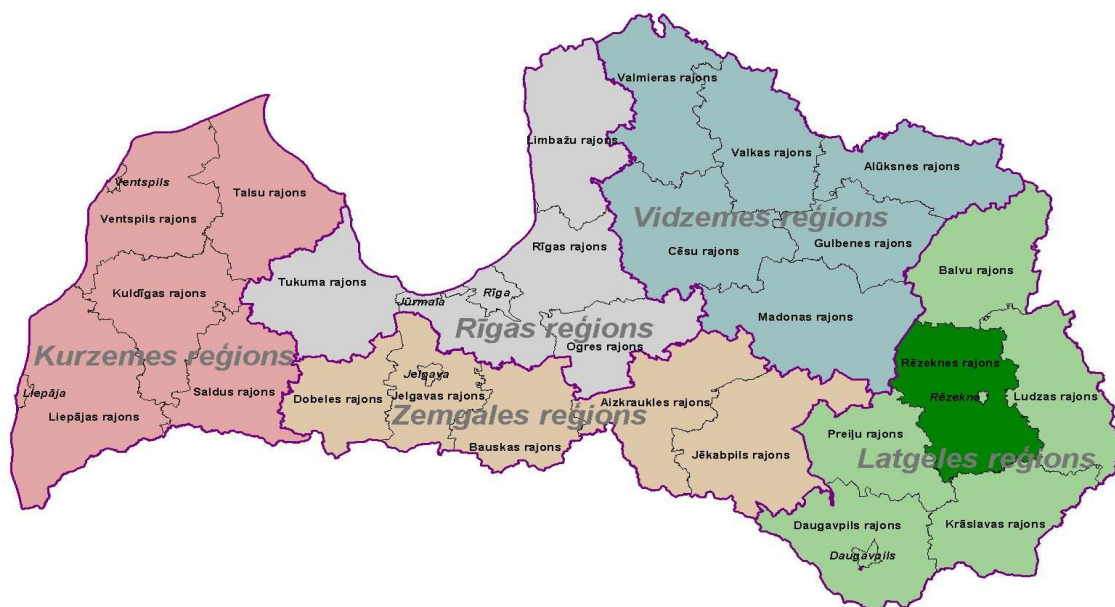 Valmieras rajons
Limbažu rajons
Valkas rajons
Alūksnes rajons
Ventspils
Talsu rajons
Ventspils rajons
Vidzemes reģions
Rīgas rajons
Cēsu rajons
Gulbenes rajons
Balvu rajons
Tukuma rajons
Kuldīgas rajons
Rīga
Jūrmala
Madonas rajons
Rīgas reģions
Ogres rajons
Kurzemes reģions
Rēzeknes rajons
Jelgava
Saldus rajons
Liepāja
Dobeles rajons
Jelgavas rajons
Rēzekne
Ludzas rajons
Aizkraukles rajons
Liepājas rajons
Zemgales reģions
Preiļu rajons
Bauskas rajons
Jēkabpils rajons
Latgeles reģions
Daugavpils rajons
Krāslavas rajons
Daugavpils